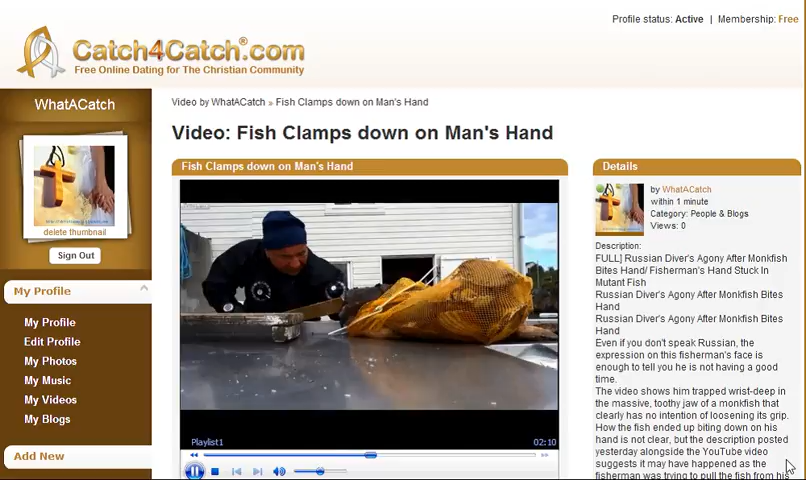 Profile status: Active | Membership: Free
Catch4Catch®.com
Free Online Dating for The Christian Community
WhatACatch
delete thumbnail
Sign Out
My Profile
My Profile
Edit Profile
My Photos
My Music
My Videos
My Blogs
Add New
Video by WhatACatch » Fish Clamps down on Man's Hand
Video: Fish Clamps down on Man's Hand
Fish Clamps down on Man's Hand
Playlist1
02:10
Details
by WhatACatch
within 1 minute
Category: People & Blogs
Views: 0
Description:
FULL] Russian Diver's Agony After Monkfish
Bites Hand/ Fisherman's Hand Stuck In
Mutant Fish
Russian Diver's Agony After Monkfish Bites
Hand
Russian Diver's Agony After Monkfish Bites
Hand
Even if you don't speak Russian, the
expression on this fisherman's face is
enough to tell you he is not having a good
time.
The video shows him trapped wrist-deep in
the massive, toothy jaw of a monkfish that
clearly has no intention of loosening its grip.
How the fish ended up biting down on his
hand is not clear, but the description posted
yesterday alongside the YouTube video
suggests it may have happened as the
fisherman was trying to pull the fish from his